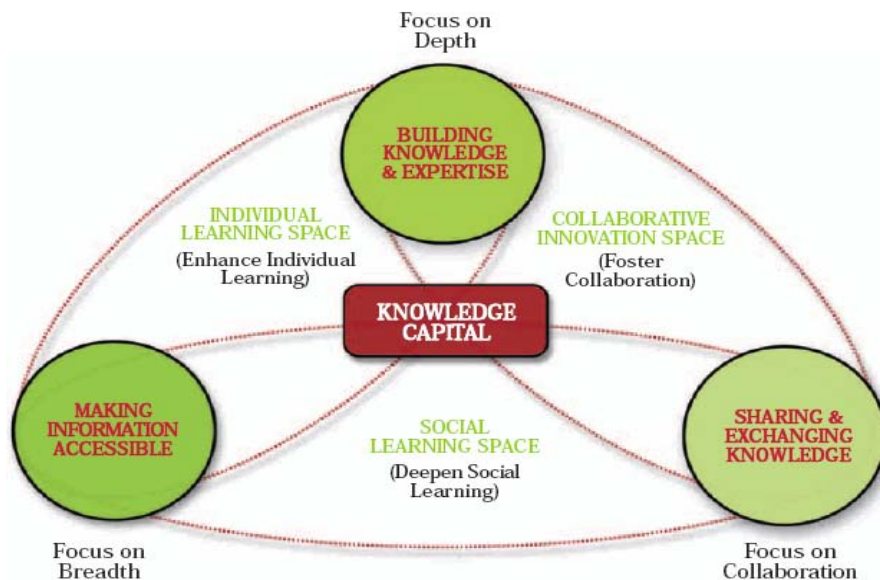 Focus on
Depth
BUILDING
KNOWLEDGE
& EXPERTISE
INDIVIDUAL
LEARNING SPACE
(Enhance Individual
Learning)
COLLABORATIVE
INNOVATION SPACE
(Foster
Collaboration)
KNOWLEDGE
CAPITAL
MAKING
INFORMATION
ACCESSIBLE
SOCIAL
LEARNING SPACE
(Deepen Social
Learning)
SHARING &
EXCHANGING
KNOWLEDGE
Focus on
Breadth
Focus on
Collaboration